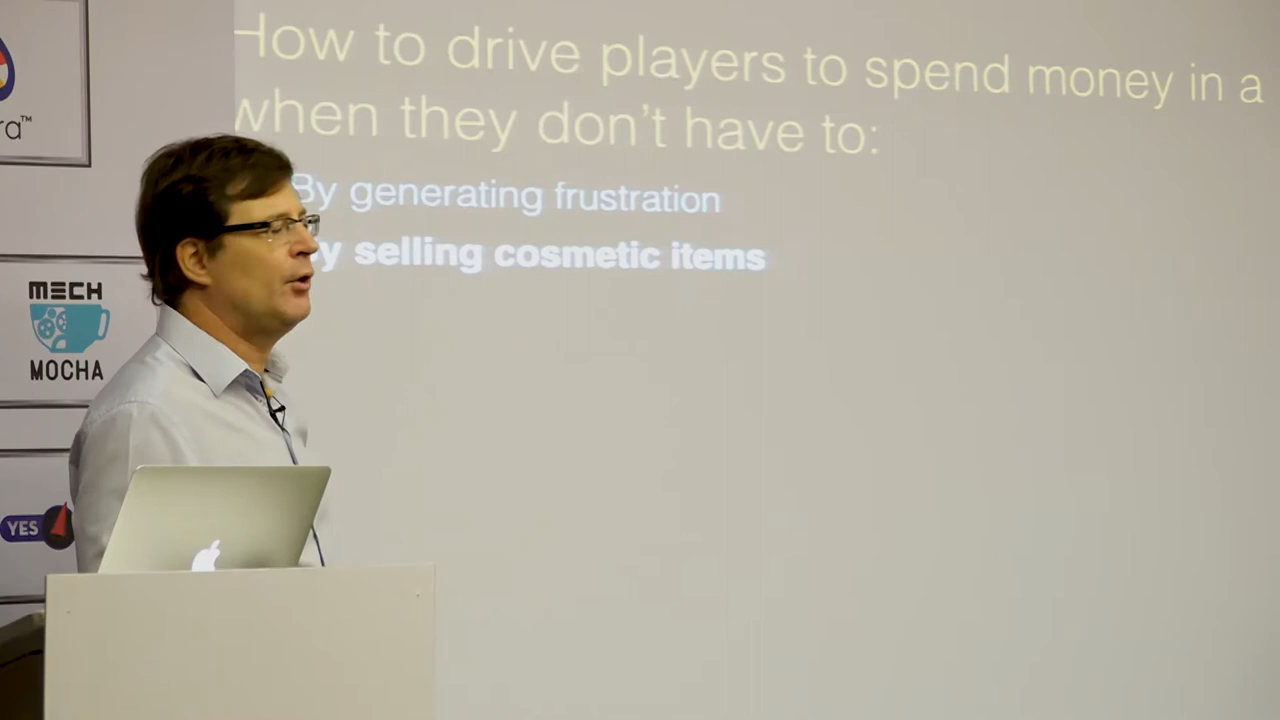 How to drive players to spend money in a
when they don't have to:
By generating frustration
By selling cosmetic items
ra™
MECH
MOCHA
YES